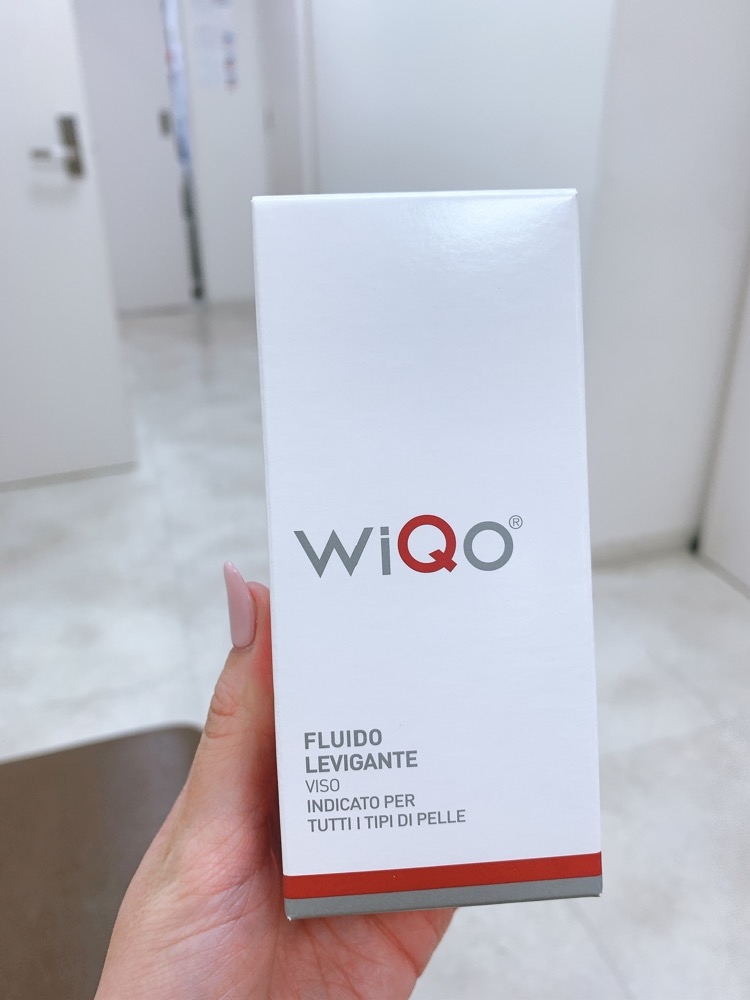 WiQO®
FLUIDO
LEVIGANTE
VISO
INDICATO PER
TUTTI I TIPI DI PELLE